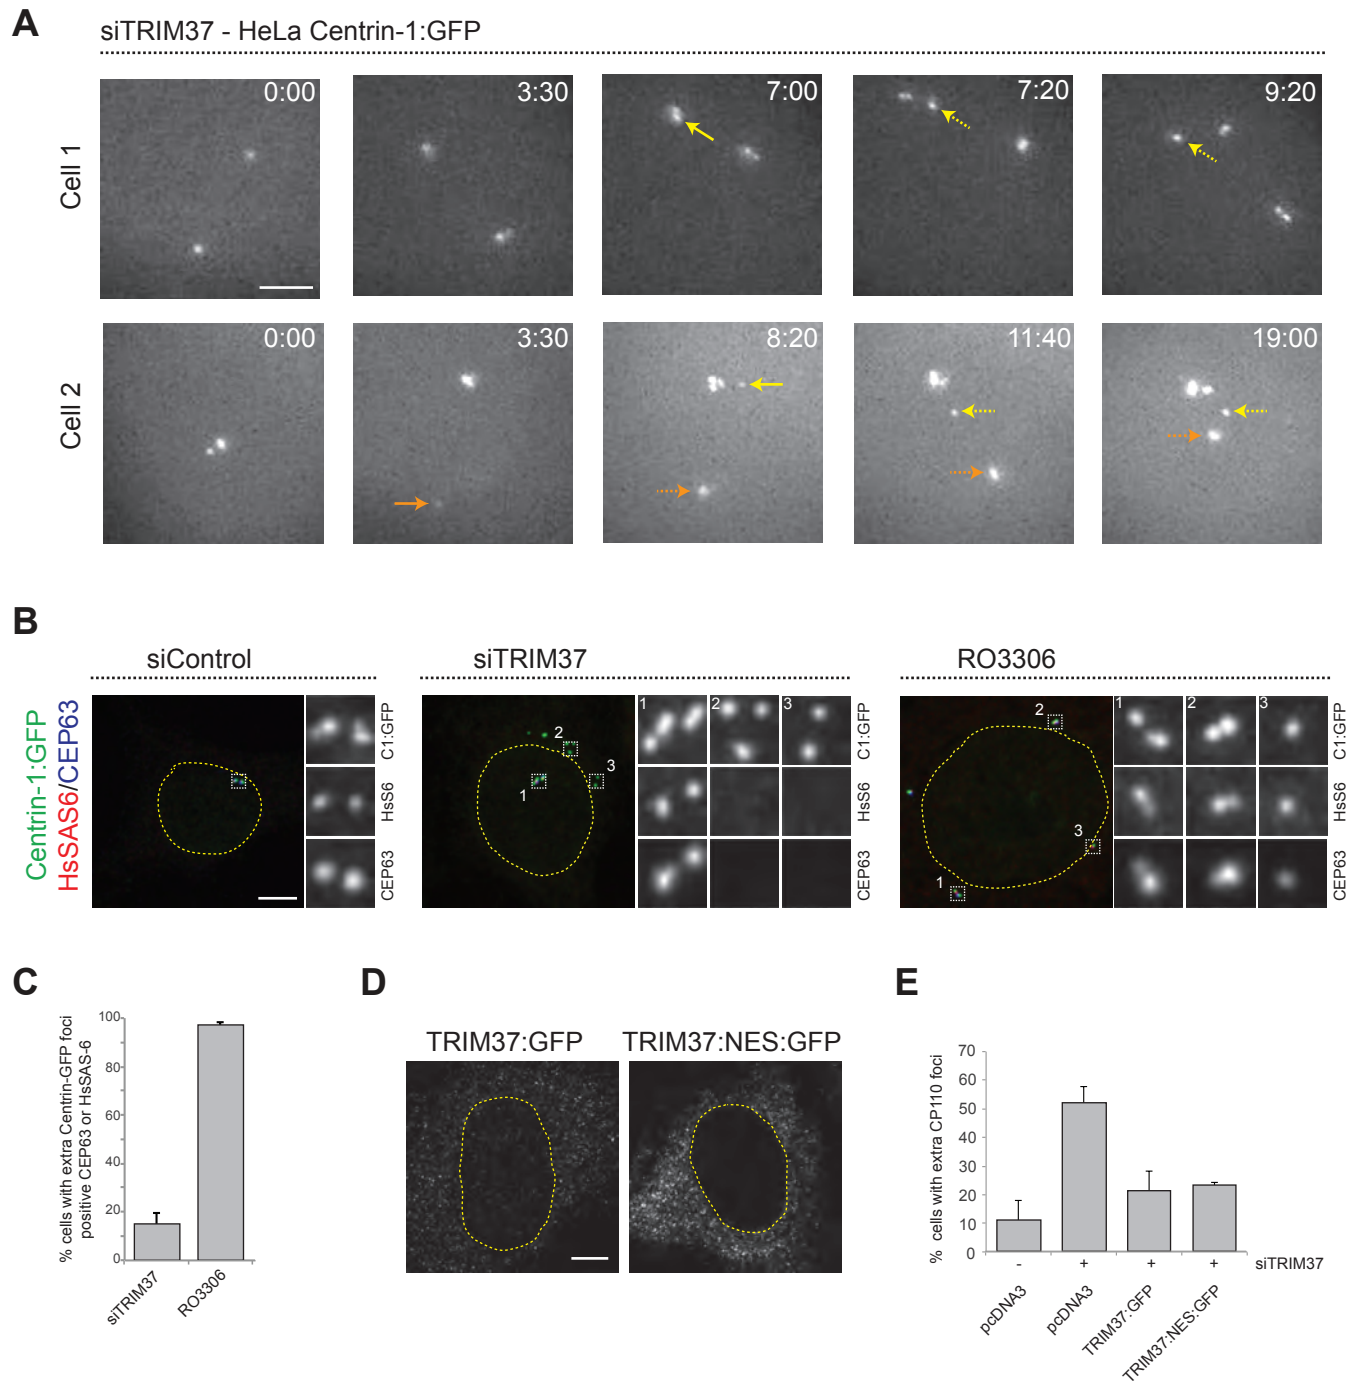 A
siTRIM37 - HeLa Centrin-1:GFP
Cell 1
0:00
3:30
7:00
7:20
9:20
Cell 2
0:00
3:30
8:20
11:40
19:00
B
siControl
siTRIM37
RO3306
Centrin-1:GFP
HsSAS6/CEP63
C1:GFP
HsS6
CEP63
1
2
3
1
2
3
C1:GFP
HsS6
CEP63
1
2
3
1
2
3
C1:GFP
HsS6
CEP63
C
% cells with extra Centrin-GFP foci
positive CEP63 or HsSAS-6
100
80
60
40
20
0
siTRIM37
RO3306
D
TRIM37:GFP
TRIM37:NES:GFP
E
% cells with extra CP110 foci
70
60
50
40
30
20
10
0
- + + + siTRIM37
pcDNA3
pcDNA3
TRIM37:GFP
TRIM37:NES:GFP